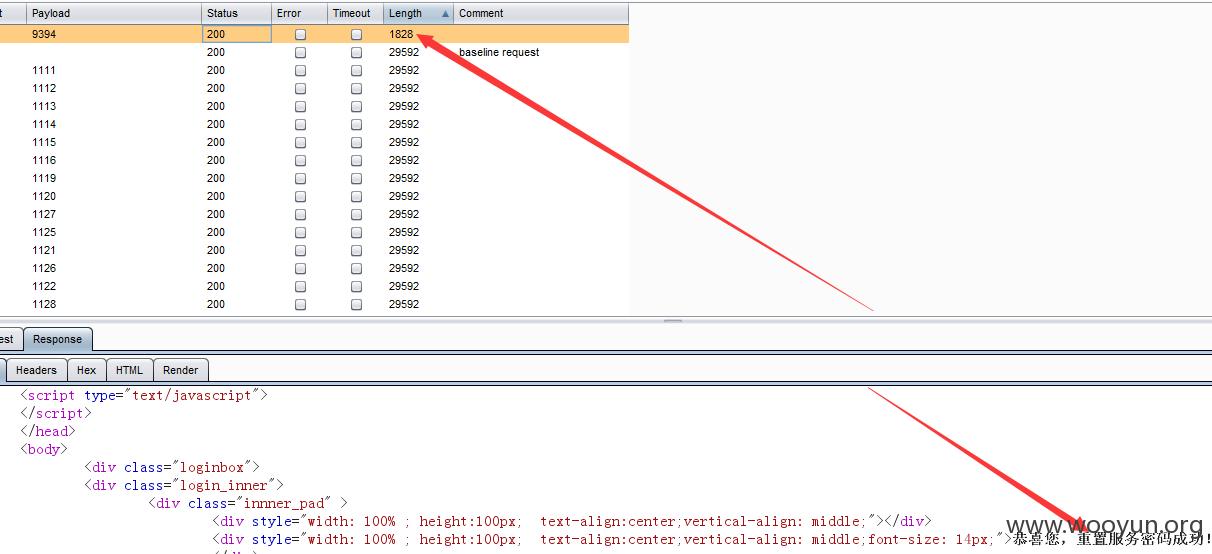 t Payload Status Error Timeout Length Comment
9394 200 1828
200 29592 baseline request
1111 200 29592
1112 200 29592
1113 200 29592
1114 200 29592
1115 200 29592
1116 200 29592
1119 200 29592
1120 200 29592
1127 200 29592
1125 200 29592
1121 200 29592
1126 200 29592
1122 200 29592
1128 200 29592
est Response
Headers Hex HTML Render
<script type="text/javascript">
</script>
</head>
<body>
<div class="loginbox">
<div class="login_inner">
<div class="innner_pad" >
<div style="width: 100% ; height:100px;  text-align:center;vertical-align: middle;"></div>
www.wooyun.org
<div style="width: 100% ; height:100px;  text-align:center;vertical-align: middle;font-size: 14px;">恭喜您，重置服务密码成功!